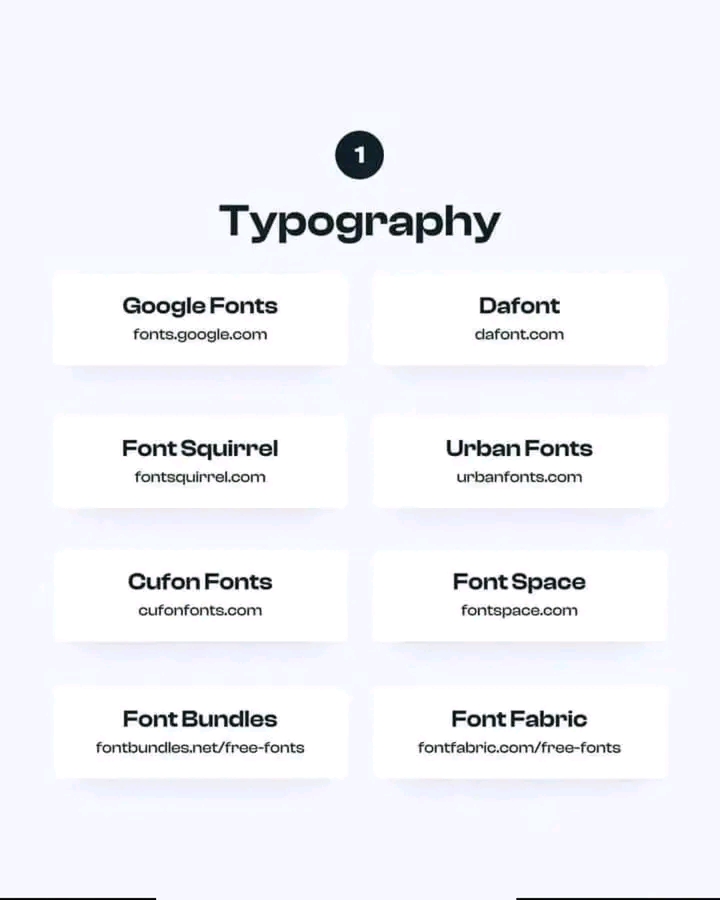 1
Typography
Google Fonts
fonts.google.com
Dafont
dafont.com
Font Squirrel
fontsquirrel.com
Urban Fonts
urbanfonts.com
Cufon Fonts
cufonfonts.com
Font Space
fontspace.com
Font Bundles
fontbundles.net/free-fonts
Font Fabric
fontfabric.com/free-fonts